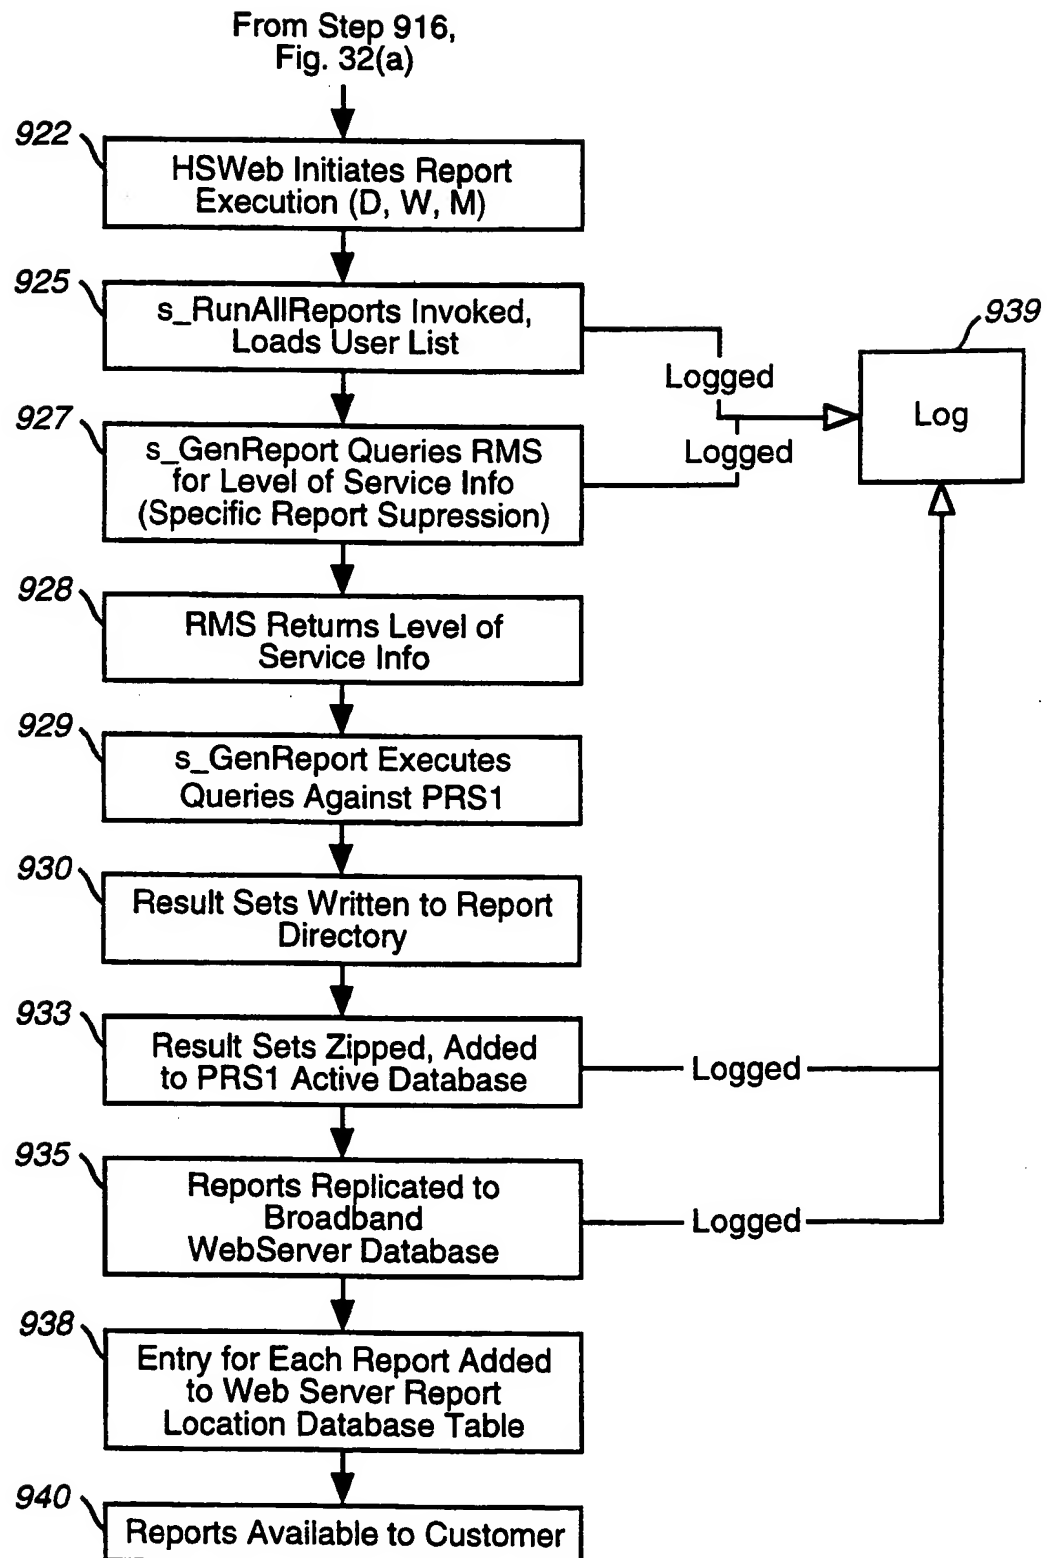 From Step 916,
Fig. 32(a)
922
HSWeb Initiates Report
Execution (D, W, M)
925
s_RunAllReports Invoked,
Loads User List
Logged
939
Log
927
s_GenReport Queries RMS
for Level of Service Info
(Specific Report Supression)
Logged
928
RMS Returns Level of
Service Info
929
s_GenReport Executes
Queries Against PRS1
930
Result Sets Written to Report
Directory
933
Result Sets Zipped, Added
to PRS1 Active Database
Logged
935
Reports Replicated to
Broadband
WebServer Database
Logged
938
Entry for Each Report Added
to Web Server Report
Location Database Table
940
Reports Available to Customer